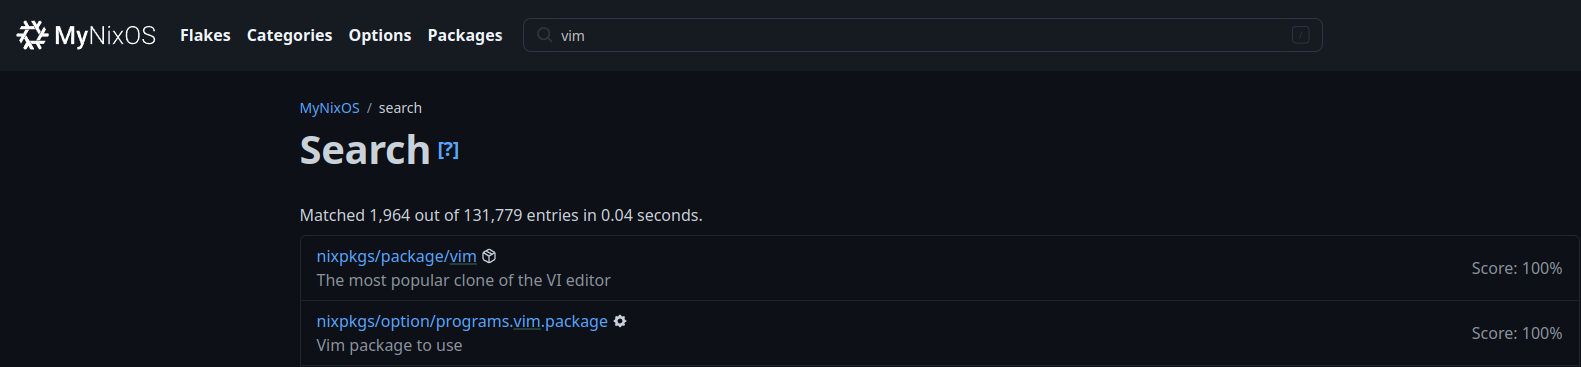 MyNixOS Flakes Categories Options Packages vim /
MyNixOS / search
Search [?]
Matched 1,964 out of 131,779 entries in 0.04 seconds.
nixpkgs/package/vim
The most popular clone of the VI editor
Score: 100%
nixpkgs/option/programs.vim.package
Vim package to use
Score: 100%